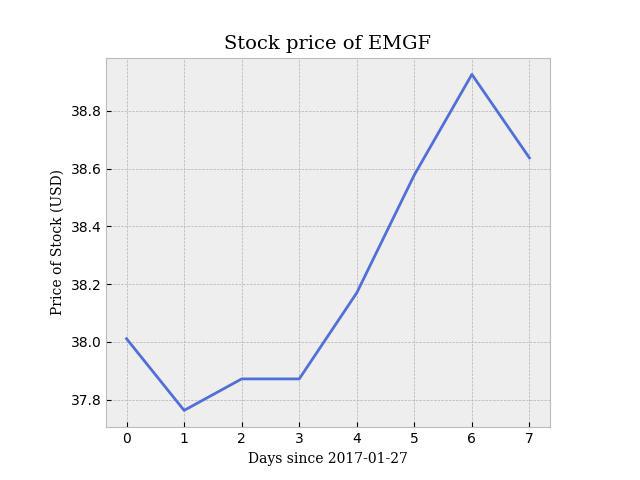 Stock price of EMGF
Price of Stock (USD)
38.8
38.6
38.4
38.2
38.0
37.8
0 1 2 3 4 5 6 7
Days since 2017-01-27